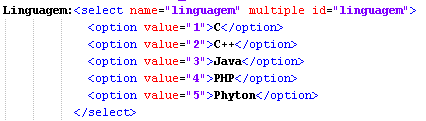 Linguagem:<select name="linguagem" multiple id="linguagem">
<option value="1">C</option>
<option value="2">C++</option>
<option value="3">Java</option>
<option value="4">PHP</option>
<option value="5">Phyton</option>
</select>